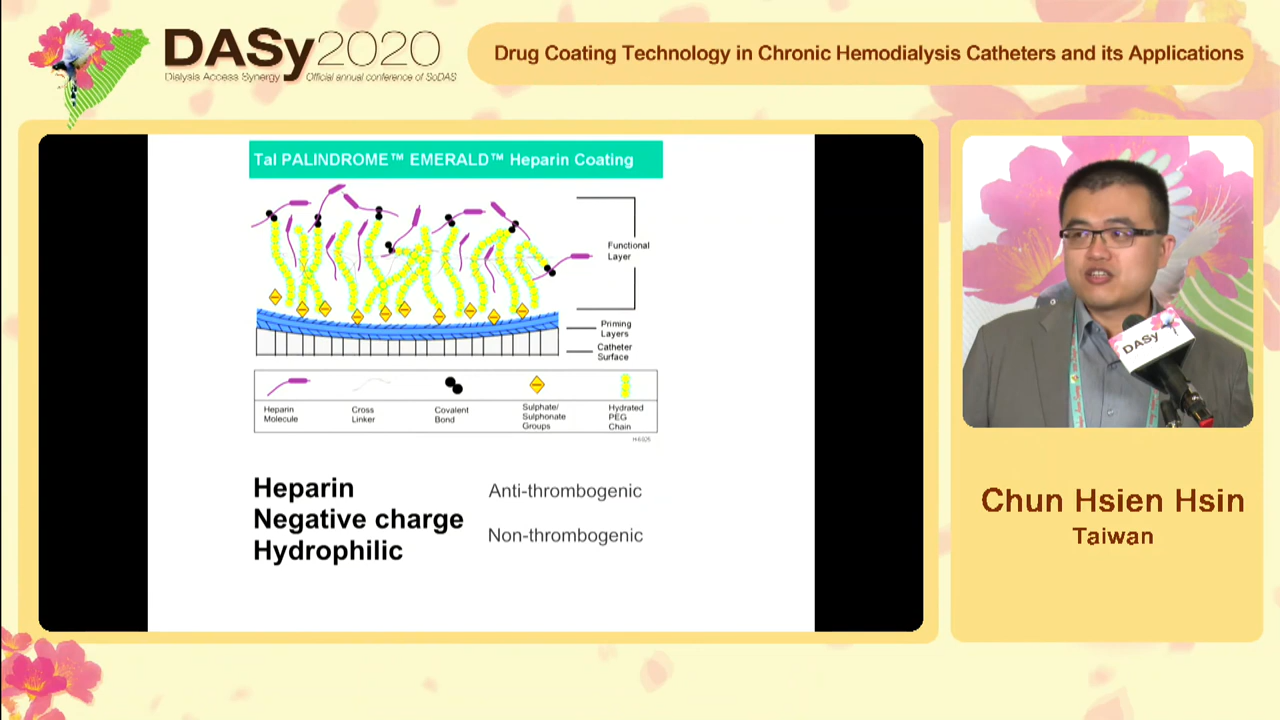 DASy2020
Dialysis Access Synergy Official annual conference of SoDAS
Drug Coating Technology in Chronic Hemodialysis Catheters and its Applications
Tal PALINDROME™ EMERALD™ Heparin Coating
Functional
Layer
Priming
Layers
Catheter
Surface
Heparin
Molecule
Cross
Linker
Covalent
Bond
Sulphate/
Sulphonate
Groups
Hydrated
PEG
Chain
Heparin
Negative charge
Hydrophilic
Anti-thrombogenic
Non-thrombogenic
DASy
Chun Hsien Hsin
Taiwan